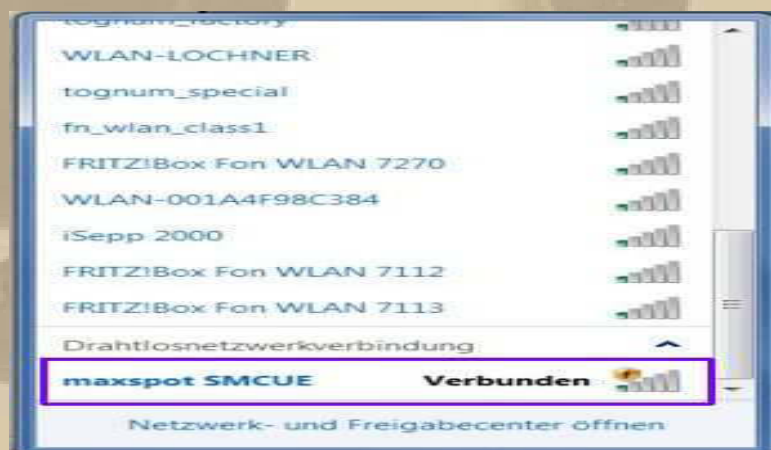 tognum_factory
WLAN-LOCHNER
tognum_special
fn_wlan_class1
FRITZ!Box Fon WLAN 7270
WLAN-001A4F98C384
iSepp 2000
FRITZ!Box Fon WLAN 7112
FRITZ!Box Fon WLAN 7113
Drahtlosnetzwerkverbindung
maxspot SMCUE Verbunden
Netzwerk- und Freigabecenter öffnen